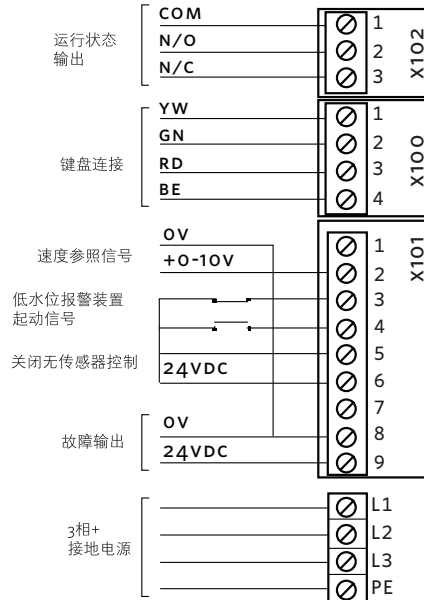 运行状态
输出
COM
N/O
N/C
1
2
3
X102
键盘连接
YW
GN
RD
BE
1
2
3
4
X100
速度参照信号
0V
+0-10V
低水位报警装置
起动信号
关闭无传感器控制
24VDC
故障输出
0V
24VDC
1
2
3
4
5
6
7
8
9
X101
3相+
接地电源
L1
L2
L3
PE